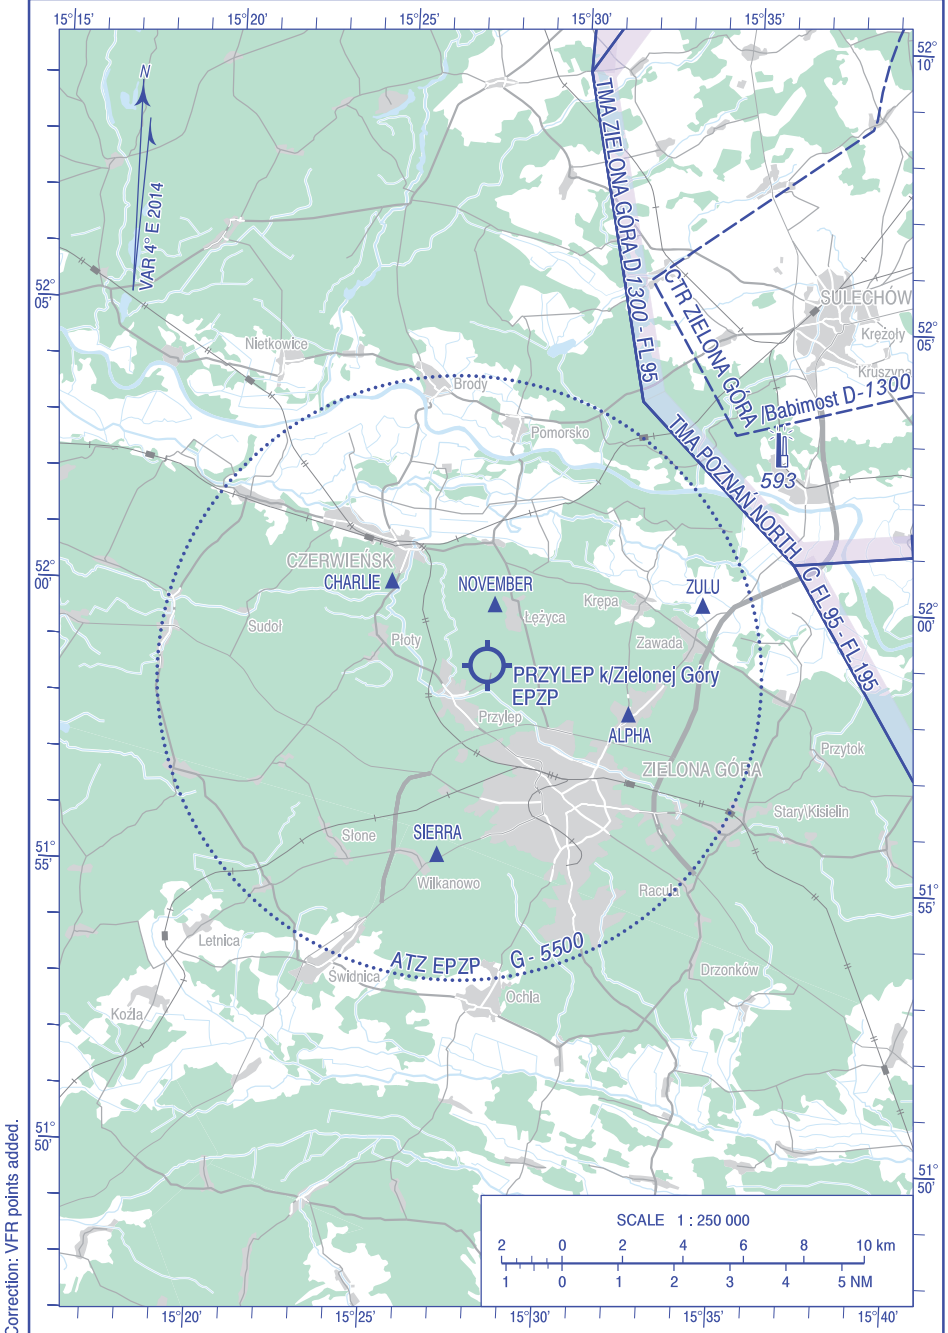 15°15'
15°20'
15°25'
15°30'
15°35'
52°
10'
N
VAR 4° E 2014
TMA ZIELONA GÓRA D 1300 - FL 95
CTR ZIELONA GÓRA
/Babimost D-1300
52°
05'
52°
05'
SULECHÓW
Krężoły
Kruszyna
Nietkowice
Brody
Pomorsko
593
TMA POZNAŃ NORTH C FL 95 - FL 195
52°
00'
52°
00'
CZERWIEŃSK
CHARLIE
NOVEMBER
ZULU
Krępa
Łężyca
Sudoł
Płoty
Zawada
PRZYLEP k/Zielonej Góry
EPZP
Przylep
ALPHA
Przytok
ZIELONA GÓRA
Stary Kisielin
SIERRA
Słone
Wilkanowo
Racula
51°
55'
51°
55'
Letnica
ATZ EPZP G - 5500
Świdnica
Drzonków
Ochla
Koźla
51°
50'
51°
50'
Correction: VFR points added.
SCALE 1 : 250 000
2 0 2 4 6 8 10 km
1 0 1 2 3 4 5 NM
15°20'
15°25'
15°30'
15°35'
15°40'